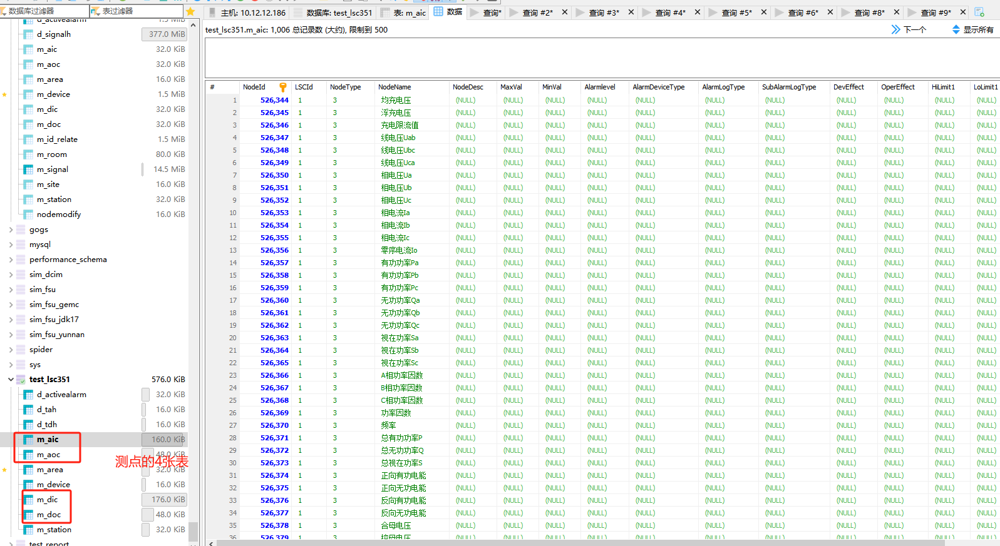 数据库过滤器 表过滤器
主机: 10.12.12.186 数据库: test_lsc351 表: m_aic 数据 查询* 查询 #2* 查询 #3* 查询 #4* 查询 #5* 查询 #6* 查询 #8* 查询 #9*
test_lsc351.m_aic: 1,006 总记录数 (大约), 限制到 500 下一个 显示所有
d_activealarm 1.5 MiB
d_signalh 377.0 MiB
m_aic 32.0 KiB
m_aoc 32.0 KiB
m_area 16.0 KiB
m_device 1.5 MiB
m_dic 32.0 KiB
m_doc 32.0 KiB
m_id_relate 1.5 MiB
m_room 80.0 KiB
m_signal 14.5 MiB
m_site 16.0 KiB
m_station 32.0 KiB
nodemodify 16.0 KiB
gogs
mysql
performance_schema
sim_dcim
sim_fsu
sim_fsu_gemc
sim_fsu_jdk17
sim_fsu_yunnan
spider
sys
test_lsc351 576.0 KiB
d_activealarm 32.0 KiB
d_tah 16.0 KiB
d_tdh 16.0 KiB
m_aic 160.0 KiB
m_aoc 48.0 KiB
测点的4张表
m_area 32.0 KiB
m_device 16.0 KiB
m_dic 176.0 KiB
m_doc 48.0 KiB
m_station 32.0 KiB
test_report
# NodeId LSCId NodeType NodeName NodeDesc MaxVal MinVal Alarmlevel AlarmDeviceType AlarmLogType SubAlarmLogType DevEffect OperEffect HiLimit1 LoLimit1
1 526,344 1 3 均充电压 (NULL) (NULL) (NULL) (NULL) (NULL) (NULL) (NULL) (NULL) (NULL) (NULL) (NULL)
2 526,345 1 3 浮充电压 (NULL) (NULL) (NULL) (NULL) (NULL) (NULL) (NULL) (NULL) (NULL) (NULL) (NULL)
3 526,346 1 3 充电限流值 (NULL) (NULL) (NULL) (NULL) (NULL) (NULL) (NULL) (NULL) (NULL) (NULL) (NULL)
4 526,347 1 3 线电压Uab (NULL) (NULL) (NULL) (NULL) (NULL) (NULL) (NULL) (NULL) (NULL) (NULL) (NULL)
5 526,348 1 3 线电压Ubc (NULL) (NULL) (NULL) (NULL) (NULL) (NULL) (NULL) (NULL) (NULL) (NULL) (NULL)
6 526,349 1 3 线电压Uca (NULL) (NULL) (NULL) (NULL) (NULL) (NULL) (NULL) (NULL) (NULL) (NULL) (NULL)
7 526,350 1 3 相电压Ua (NULL) (NULL) (NULL) (NULL) (NULL) (NULL) (NULL) (NULL) (NULL) (NULL) (NULL)
8 526,351 1 3 相电压Ub (NULL) (NULL) (NULL) (NULL) (NULL) (NULL) (NULL) (NULL) (NULL) (NULL) (NULL)
9 526,352 1 3 相电压Uc (NULL) (NULL) (NULL) (NULL) (NULL) (NULL) (NULL) (NULL) (NULL) (NULL) (NULL)
10 526,353 1 3 相电流Ia (NULL) (NULL) (NULL) (NULL) (NULL) (NULL) (NULL) (NULL) (NULL) (NULL) (NULL)
11 526,354 1 3 相电流Ib (NULL) (NULL) (NULL) (NULL) (NULL) (NULL) (NULL) (NULL) (NULL) (NULL) (NULL)
12 526,355 1 3 相电流Ic (NULL) (NULL) (NULL) (NULL) (NULL) (NULL) (NULL) (NULL) (NULL) (NULL) (NULL)
13 526,356 1 3 零序电流Io (NULL) (NULL) (NULL) (NULL) (NULL) (NULL) (NULL) (NULL) (NULL) (NULL) (NULL)
14 526,357 1 3 有功功率Pa (NULL) (NULL) (NULL) (NULL) (NULL) (NULL) (NULL) (NULL) (NULL) (NULL) (NULL)
15 526,358 1 3 有功功率Pb (NULL) (NULL) (NULL) (NULL) (NULL) (NULL) (NULL) (NULL) (NULL) (NULL) (NULL)
16 526,359 1 3 有功功率Pc (NULL) (NULL) (NULL) (NULL) (NULL) (NULL) (NULL) (NULL) (NULL) (NULL) (NULL)
17 526,360 1 3 无功功率Qa (NULL) (NULL) (NULL) (NULL) (NULL) (NULL) (NULL) (NULL) (NULL) (NULL) (NULL)
18 526,361 1 3 无功功率Qb (NULL) (NULL) (NULL) (NULL) (NULL) (NULL) (NULL) (NULL) (NULL) (NULL) (NULL)
19 526,362 1 3 无功功率Qc (NULL) (NULL) (NULL) (NULL) (NULL) (NULL) (NULL) (NULL) (NULL) (NULL) (NULL)
20 526,363 1 3 视在功率Sa (NULL) (NULL) (NULL) (NULL) (NULL) (NULL) (NULL) (NULL) (NULL) (NULL) (NULL)
21 526,364 1 3 视在功率Sb (NULL) (NULL) (NULL) (NULL) (NULL) (NULL) (NULL) (NULL) (NULL) (NULL) (NULL)
22 526,365 1 3 视在功率Sc (NULL) (NULL) (NULL) (NULL) (NULL) (NULL) (NULL) (NULL) (NULL) (NULL) (NULL)
23 526,366 1 3 A相功率因数 (NULL) (NULL) (NULL) (NULL) (NULL) (NULL) (NULL) (NULL) (NULL) (NULL) (NULL)
24 526,367 1 3 B相功率因数 (NULL) (NULL) (NULL) (NULL) (NULL) (NULL) (NULL) (NULL) (NULL) (NULL) (NULL)
25 526,368 1 3 C相功率因数 (NULL) (NULL) (NULL) (NULL) (NULL) (NULL) (NULL) (NULL) (NULL) (NULL) (NULL)
26 526,369 1 3 功率因数 (NULL) (NULL) (NULL) (NULL) (NULL) (NULL) (NULL) (NULL) (NULL) (NULL) (NULL)
27 526,370 1 3 频率 (NULL) (NULL) (NULL) (NULL) (NULL) (NULL) (NULL) (NULL) (NULL) (NULL) (NULL)
28 526,371 1 3 总有功功率P (NULL) (NULL) (NULL) (NULL) (NULL) (NULL) (NULL) (NULL) (NULL) (NULL) (NULL)
29 526,372 1 3 总无功功率Q (NULL) (NULL) (NULL) (NULL) (NULL) (NULL) (NULL) (NULL) (NULL) (NULL) (NULL)
30 526,373 1 3 总视在功率S (NULL) (NULL) (NULL) (NULL) (NULL) (NULL) (NULL) (NULL) (NULL) (NULL) (NULL)
31 526,374 1 3 正向有功电能 (NULL) (NULL) (NULL) (NULL) (NULL) (NULL) (NULL) (NULL) (NULL) (NULL) (NULL)
32 526,375 1 3 正向无功电能 (NULL) (NULL) (NULL) (NULL) (NULL) (NULL) (NULL) (NULL) (NULL) (NULL) (NULL)
33 526,376 1 3 反向有功电能 (NULL) (NULL) (NULL) (NULL) (NULL) (NULL) (NULL) (NULL) (NULL) (NULL) (NULL)
34 526,377 1 3 反向无功电能 (NULL) (NULL) (NULL) (NULL) (NULL) (NULL) (NULL) (NULL) (NULL) (NULL) (NULL)
35 526,378 1 3 合母电压 (NULL) (NULL) (NULL) (NULL) (NULL) (NULL) (NULL) (NULL) (NULL) (NULL) (NULL)
36 526,379 1 3 控母电压 (NULL) (NULL) (NULL) (NULL) (NULL) (NULL) (NULL) (NULL) (NULL) (NULL) (NULL)